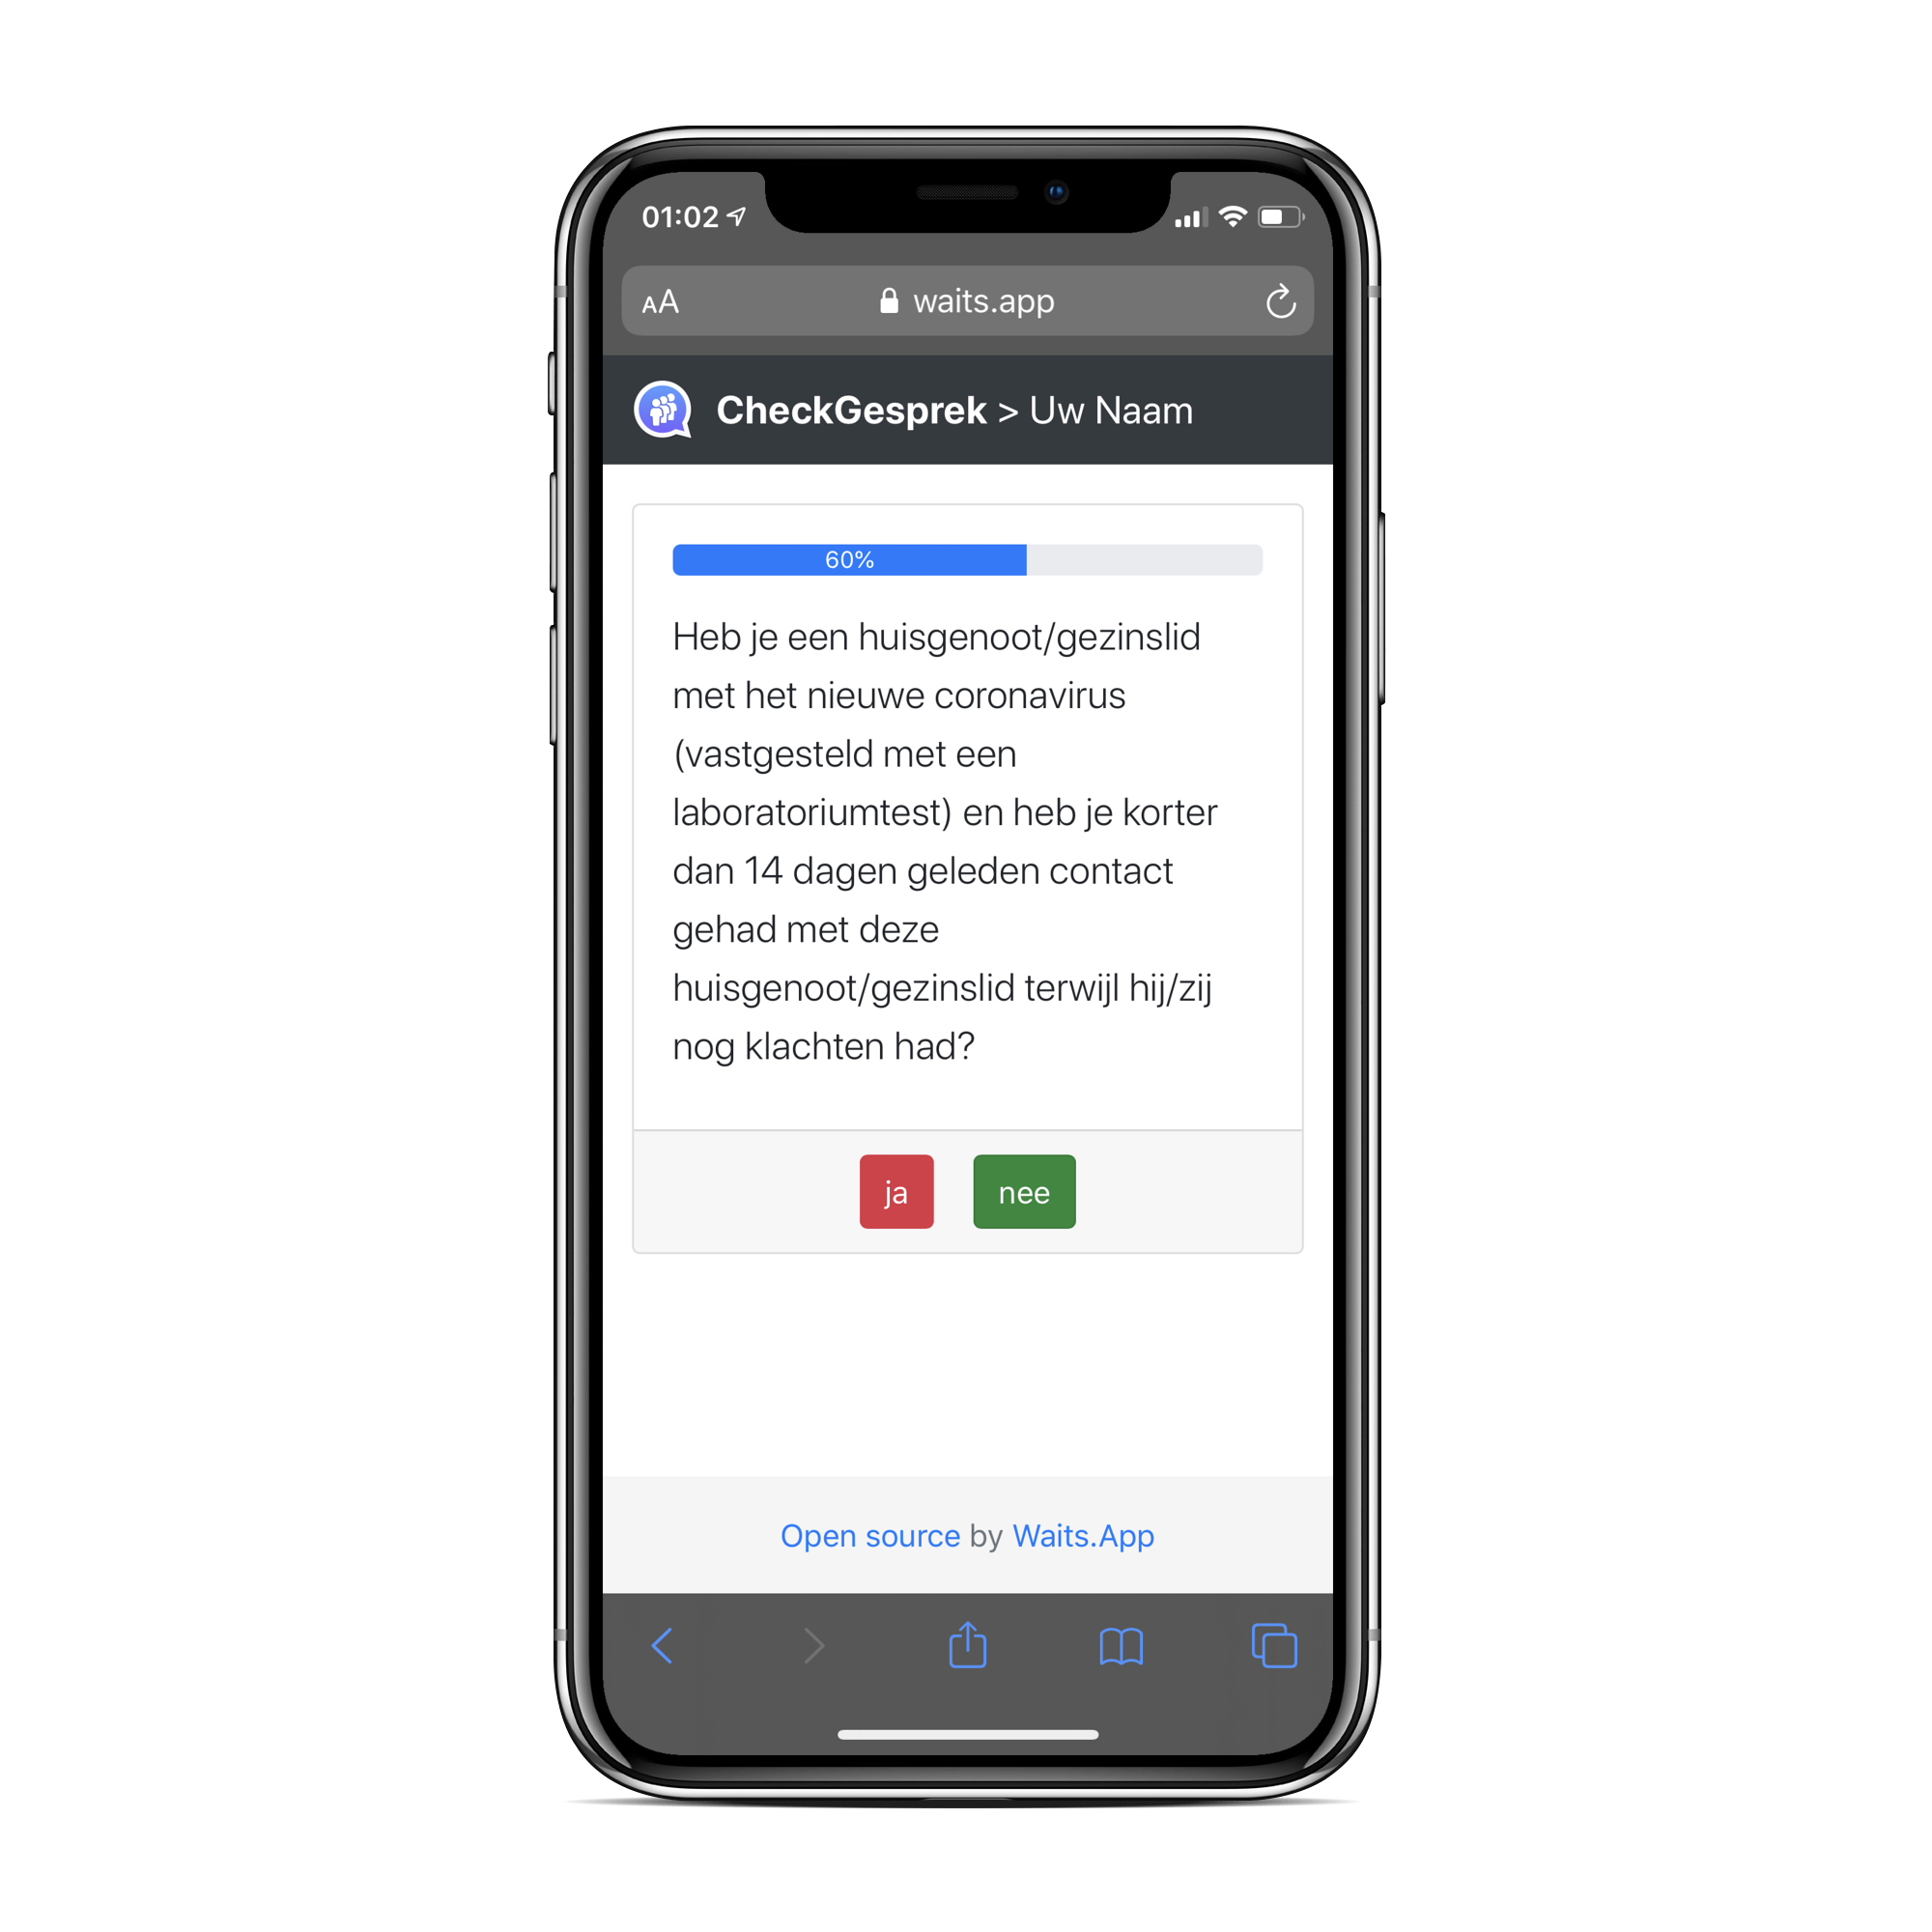 01:02
AA waits.app
CheckGesprek > Uw Naam
60%
Heb je een huisgenoot/gezinslid
met het nieuwe coronavirus
(vastgesteld met een
laboratoriumtest) en heb je korter
dan 14 dagen geleden contact
gehad met deze
huisgenoot/gezinslid terwijl hij/zij
nog klachten had?
ja nee
Open source by Waits.App